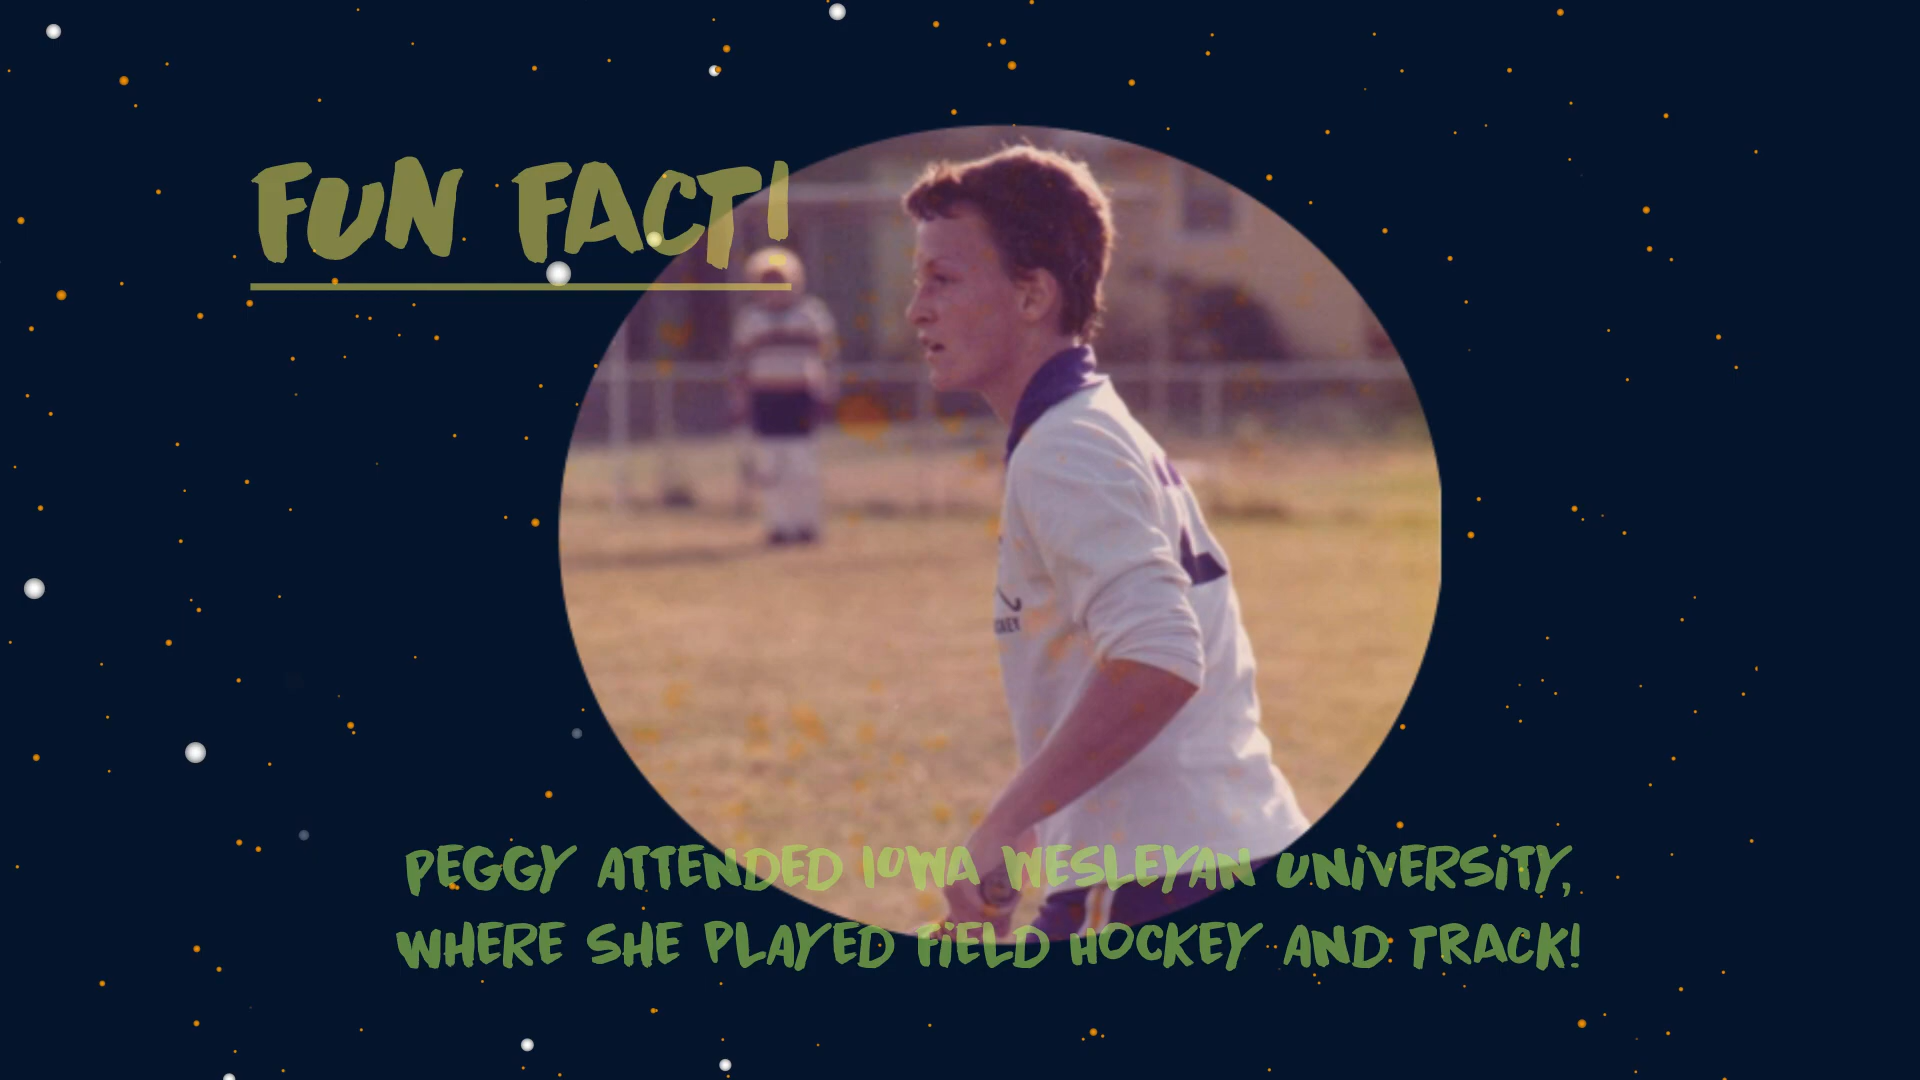 FUN FACT!
PEGGY ATTENDED IOWA WESLEYAN UNIVERSITY,
WHERE SHE PLAYED FIELD HOCKEY AND TRACK!